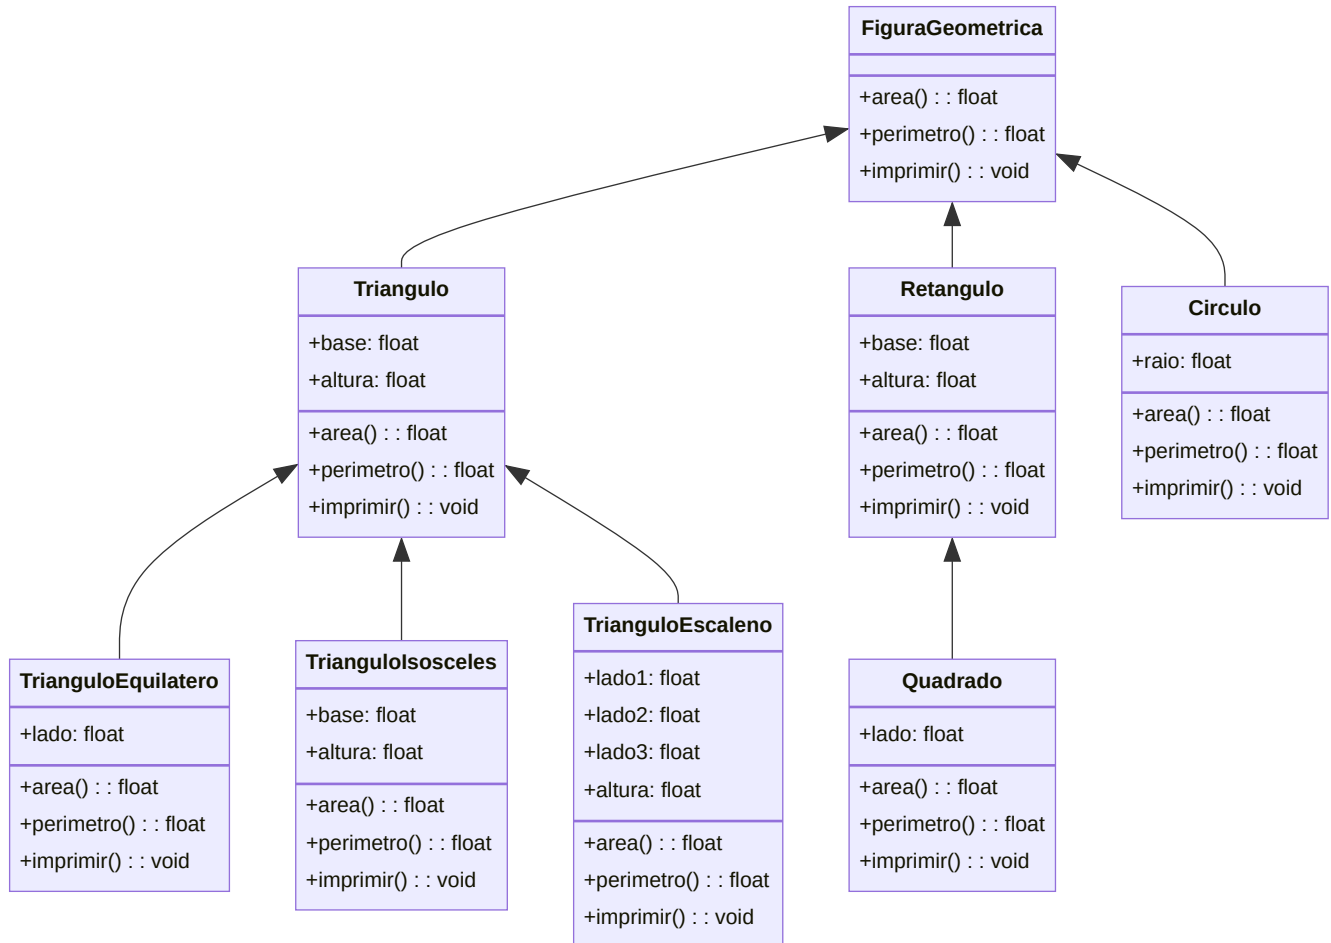 FiguraGeometrica
+area() : : float
+perimetro() : : float
+imprimir() : : void
Triangulo
+base: float
+altura: float
+area() : : float
+perimetro() : : float
+imprimir() : : void
Retangulo
+base: float
+altura: float
+area() : : float
+perimetro() : : float
+imprimir() : : void
Circulo
+raio: float
+area() : : float
+perimetro() : : float
+imprimir() : : void
TrianguloEquilatero
+lado: float
+area() : : float
+perimetro() : : float
+imprimir() : : void
TrianguloIsosceles
+base: float
+altura: float
+area() : : float
+perimetro() : : float
+imprimir() : : void
TrianguloEscaleno
+lado1: float
+lado2: float
+lado3: float
+altura: float
+area() : : float
+perimetro() : : float
+imprimir() : : void
Quadrado
+lado: float
+area() : : float
+perimetro() : : float
+imprimir() : : void